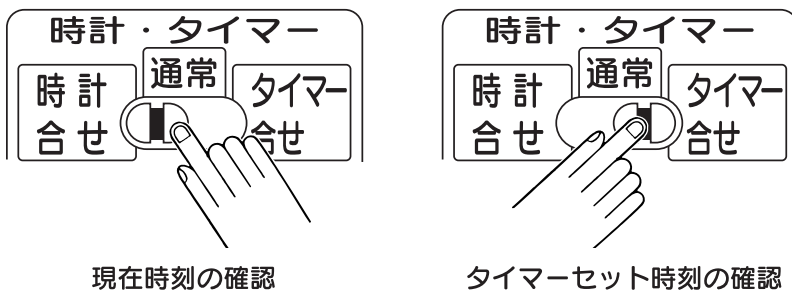 時計・タイマー
通常
時計
合せ
タイマー
合せ
現在時刻の確認
時計・タイマー
通常
時計
合せ
タイマー
合せ
タイマーセット時刻の確認